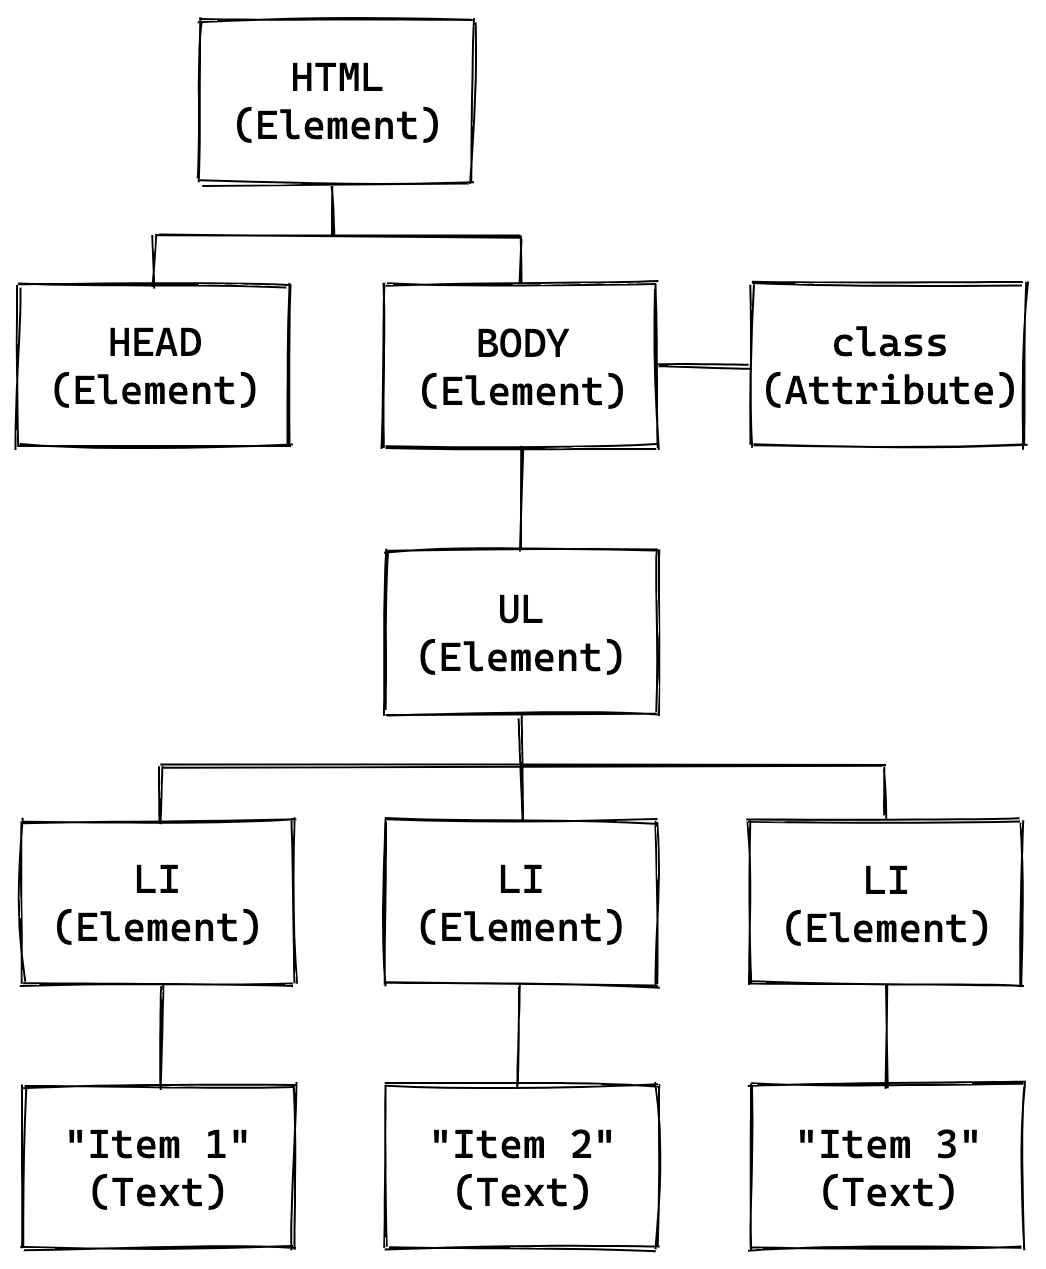 HTML
(Element)
HEAD
(Element)
BODY
(Element)
class
(Attribute)
UL
(Element)
LI
(Element)
LI
(Element)
LI
(Element)
"Item 1"
(Text)
"Item 2"
(Text)
"Item 3"
(Text)